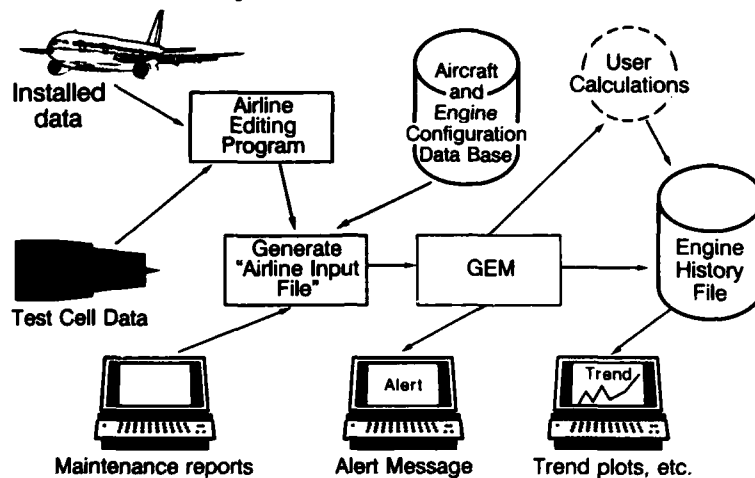 Installed
data
Airline
Editing
Program
Aircraft
and
Engine
Configuration
Data Base
User
Calculations
Test Cell Data
Generate
"Airline Input
File"
GEM
Engine
History
File
Maintenance reports
Alert
Alert Message
Trend
Trend plots, etc.